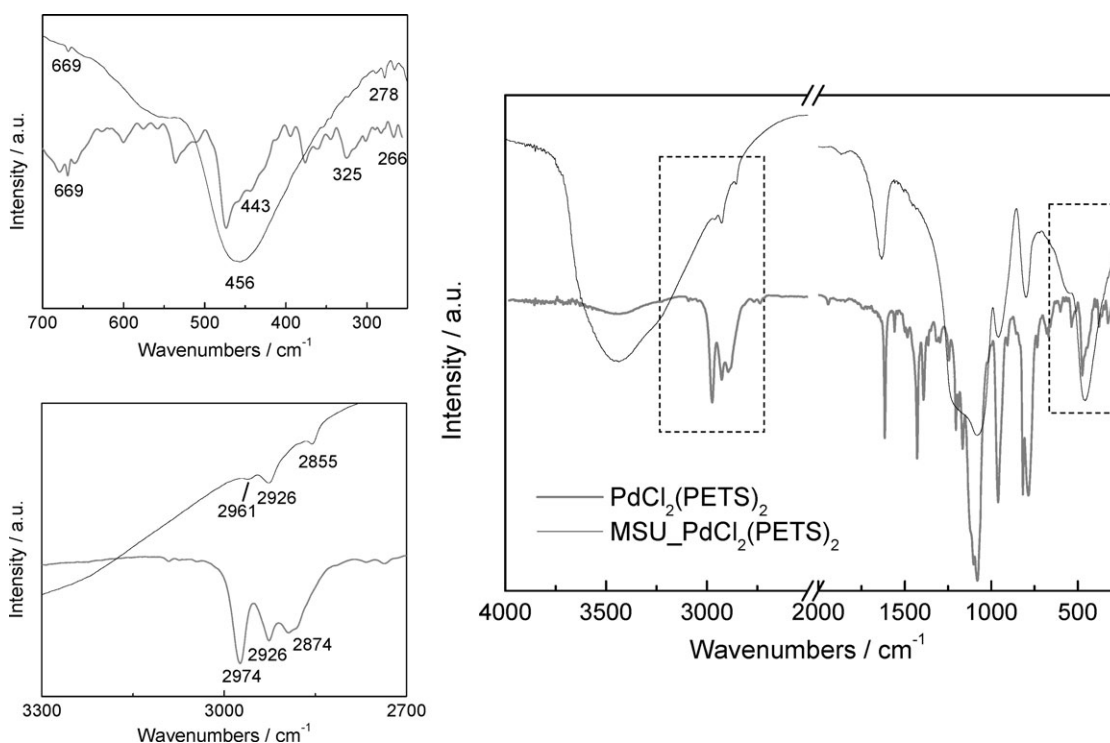 669
278
669
443
325
266
456
Intensity / a.u.
700 600 500 400 300
Wavenumbers / cm⁻¹
2855
2961
2926
2926
2874
2974
Intensity / a.u.
3300 3000 2700
Wavenumbers / cm⁻¹
Intensity / a.u.
PdCl₂(PETS)₂
MSU_PdCl₂(PETS)₂
4000 3500 3000 1500 1000 500
Wavenumbers / cm⁻¹